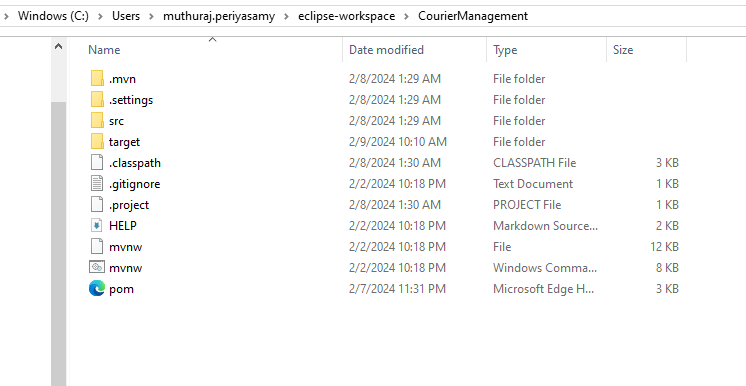 Windows (C:) > Users > muthuraj.periyasamy > eclipse-workspace > CourierManagement
Name Date modified Type Size
.mvn 2/8/2024 1:29 AM File folder
.settings 2/8/2024 1:29 AM File folder
src 2/8/2024 1:29 AM File folder
target 2/9/2024 10:10 AM File folder
.classpath 2/8/2024 1:30 AM CLASSPATH File 3 KB
.gitignore 2/2/2024 10:18 PM Text Document 1 KB
.project 2/8/2024 1:30 AM PROJECT File 1 KB
HELP 2/2/2024 10:18 PM Markdown Source... 2 KB
mvnw 2/2/2024 10:18 PM File 12 KB
mvnw 2/2/2024 10:18 PM Windows Comma... 8 KB
pom 2/7/2024 11:31 PM Microsoft Edge H... 3 KB